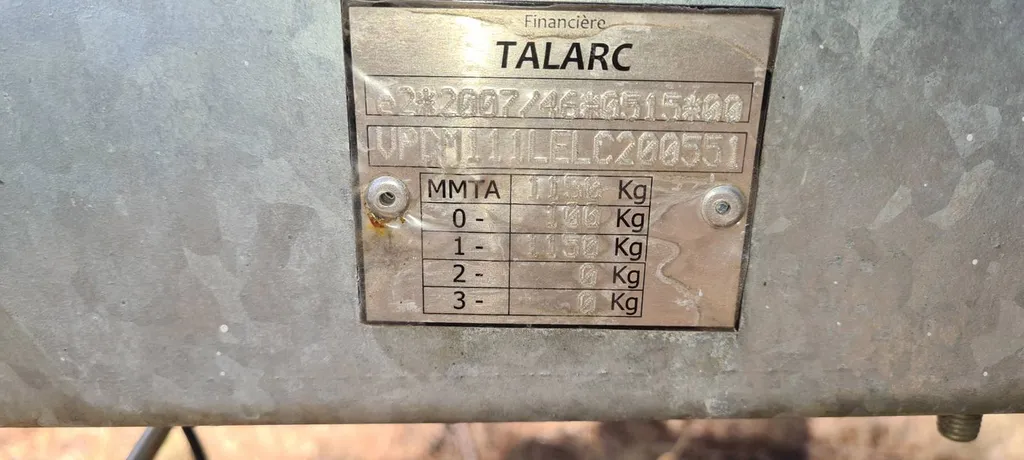 Financière
TALARC
e2*2007/46*0515*00
MMTA 1150 Kg
0- 100 Kg
1- 1150 Kg
2- 0 Kg
3- 0 Kg